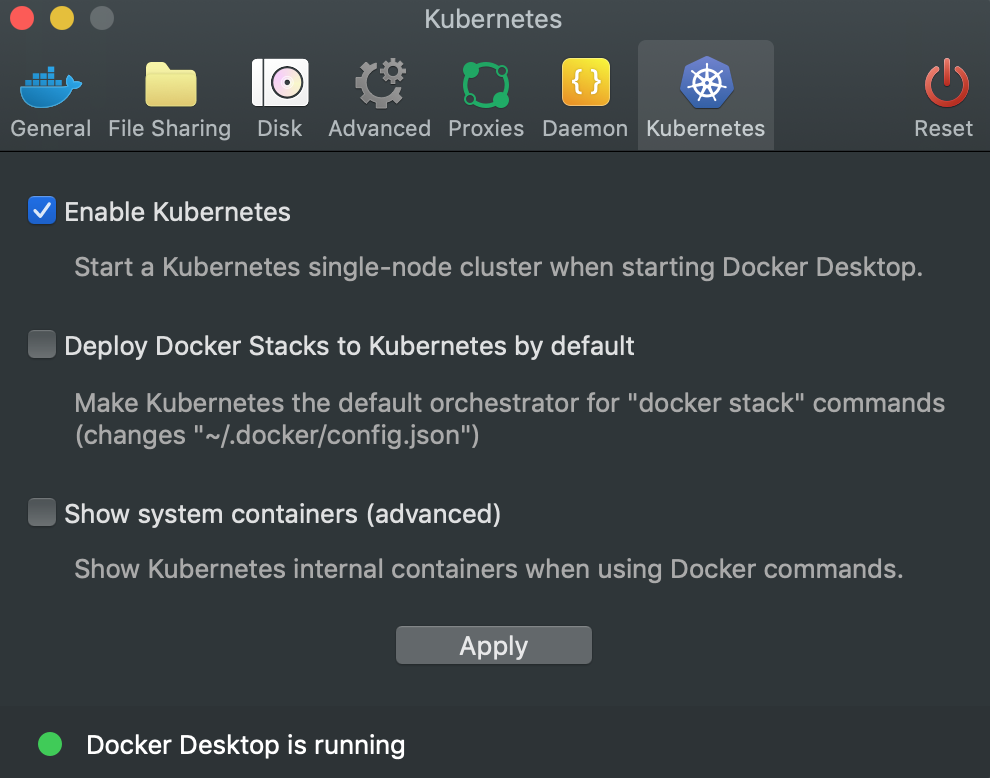 Kubernetes
General
File Sharing
Disk
Advanced
Proxies
Daemon
Kubernetes
Reset
Enable Kubernetes
Start a Kubernetes single-node cluster when starting Docker Desktop.
Deploy Docker Stacks to Kubernetes by default
Make Kubernetes the default orchestrator for "docker stack" commands
(changes "~/.docker/config.json")
Show system containers (advanced)
Show Kubernetes internal containers when using Docker commands.
Apply
Docker Desktop is running